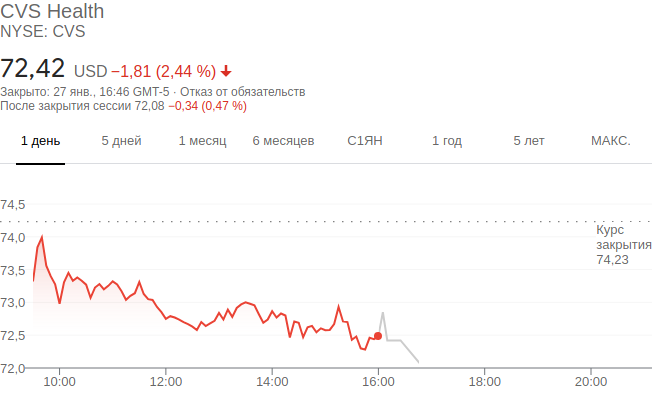 CVS Health
NYSE: CVS
72,42 USD −1,81 (2,44 %)
Закрыто: 27 янв., 16:46 GMT-5 · Отказ от обязательств
После закрытия сессии 72,08 −0,34 (0,47 %)
1 день 5 дней 1 месяц 6 месяцев С1ЯН 1 год 5 лет МАКС.
74,5
74,0
73,5
73,0
72,5
72,0
Курс
закрытия
74,23
10:00 12:00 14:00 16:00 18:00 20:00